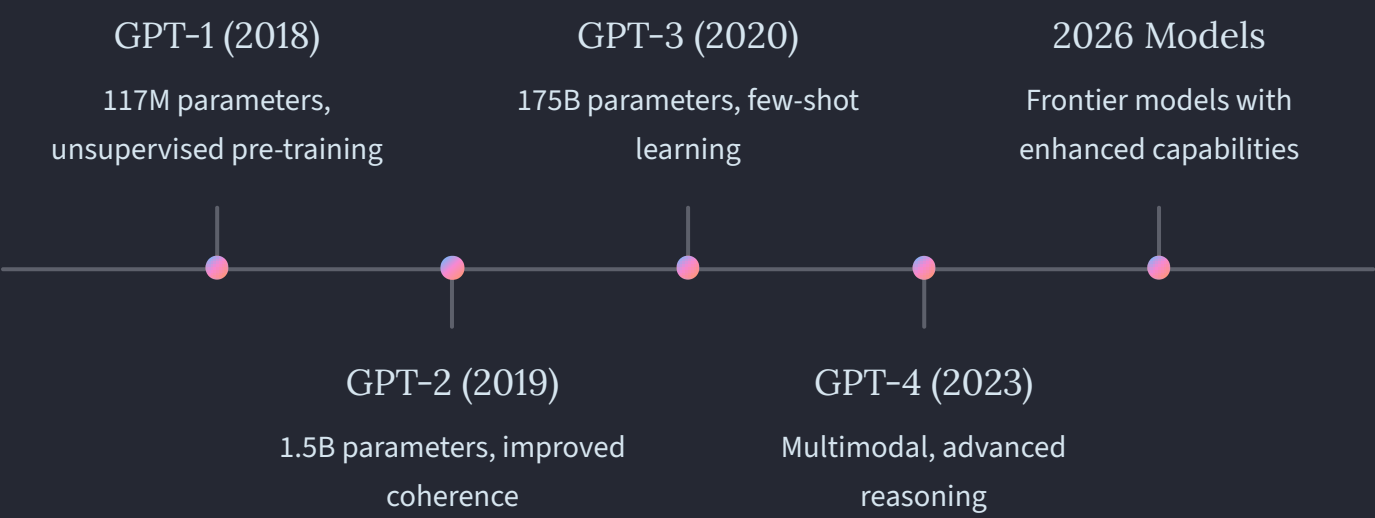 GPT-1 (2018)
117M parameters,
unsupervised pre-training
GPT-3 (2020)
175B parameters, few-shot
learning
2026 Models
Frontier models with
enhanced capabilities
GPT-2 (2019)
1.5B parameters, improved
coherence
GPT-4 (2023)
Multimodal, advanced
reasoning